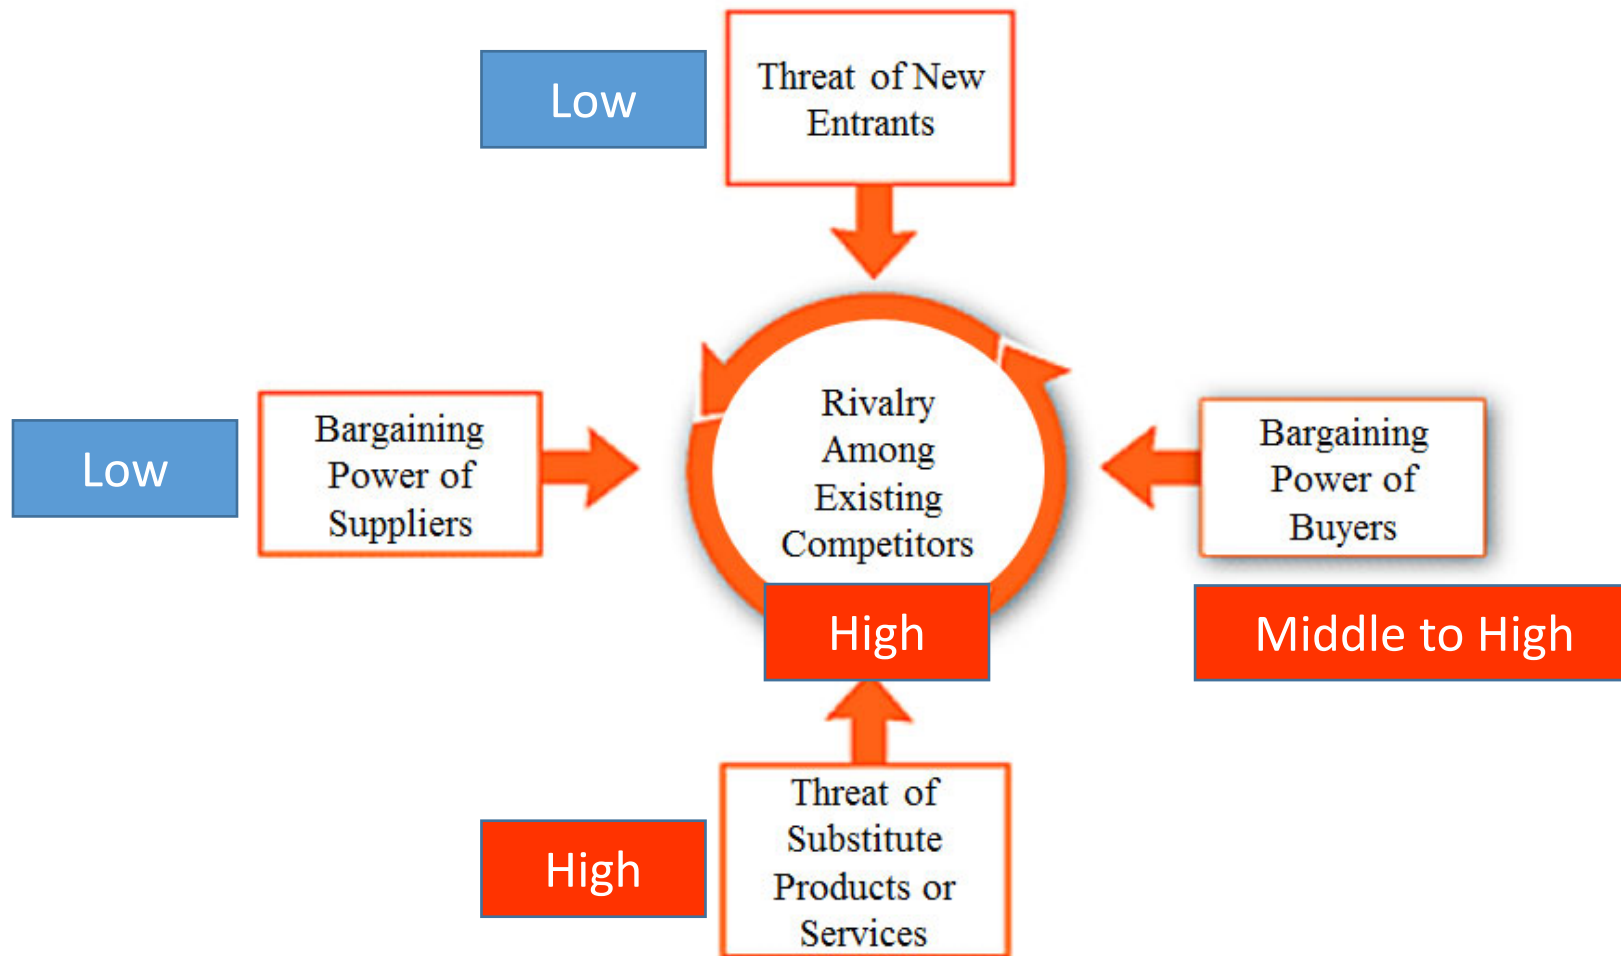 Low
Threat of New
Entrants
Low
Bargaining
Power of
Suppliers
Rivalry
Among
Existing
Competitors
High
Bargaining
Power of
Buyers
Middle to High
High
Threat of
Substitute
Products or
Services